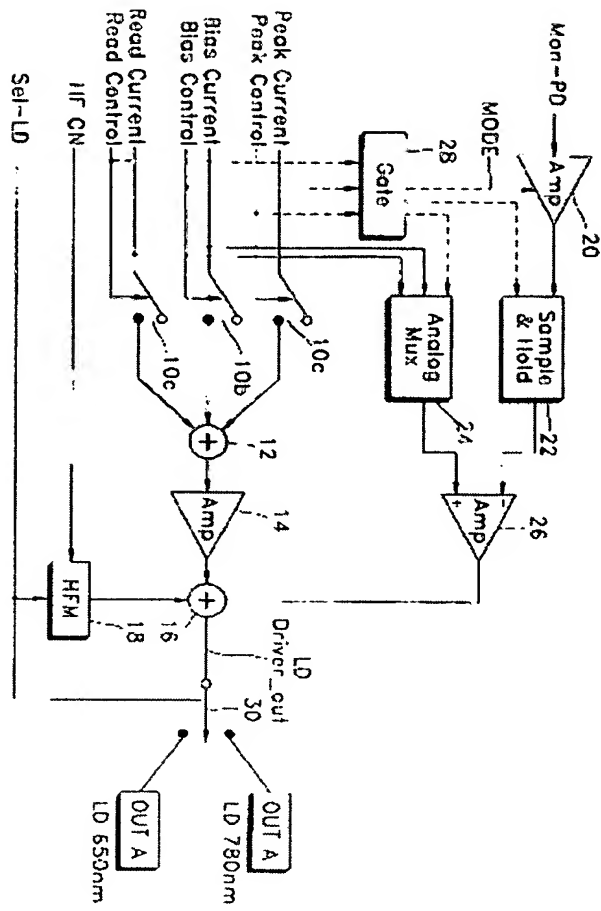 Mon-PD
Amp
20
Sample
& Hold
22
MODE
28
Gate
Analog
Mux
24
Amp
+
-
26
Peak Current
Peak Control
10c
Bias Current
Bias Control
10b
Read Current
Read Control
10c
+
12
Amp
14
+
16
HFM
18
Sel-LD
LD
Driver_out
30
OUT A
LD 780nm
OUT A
LD 650nm